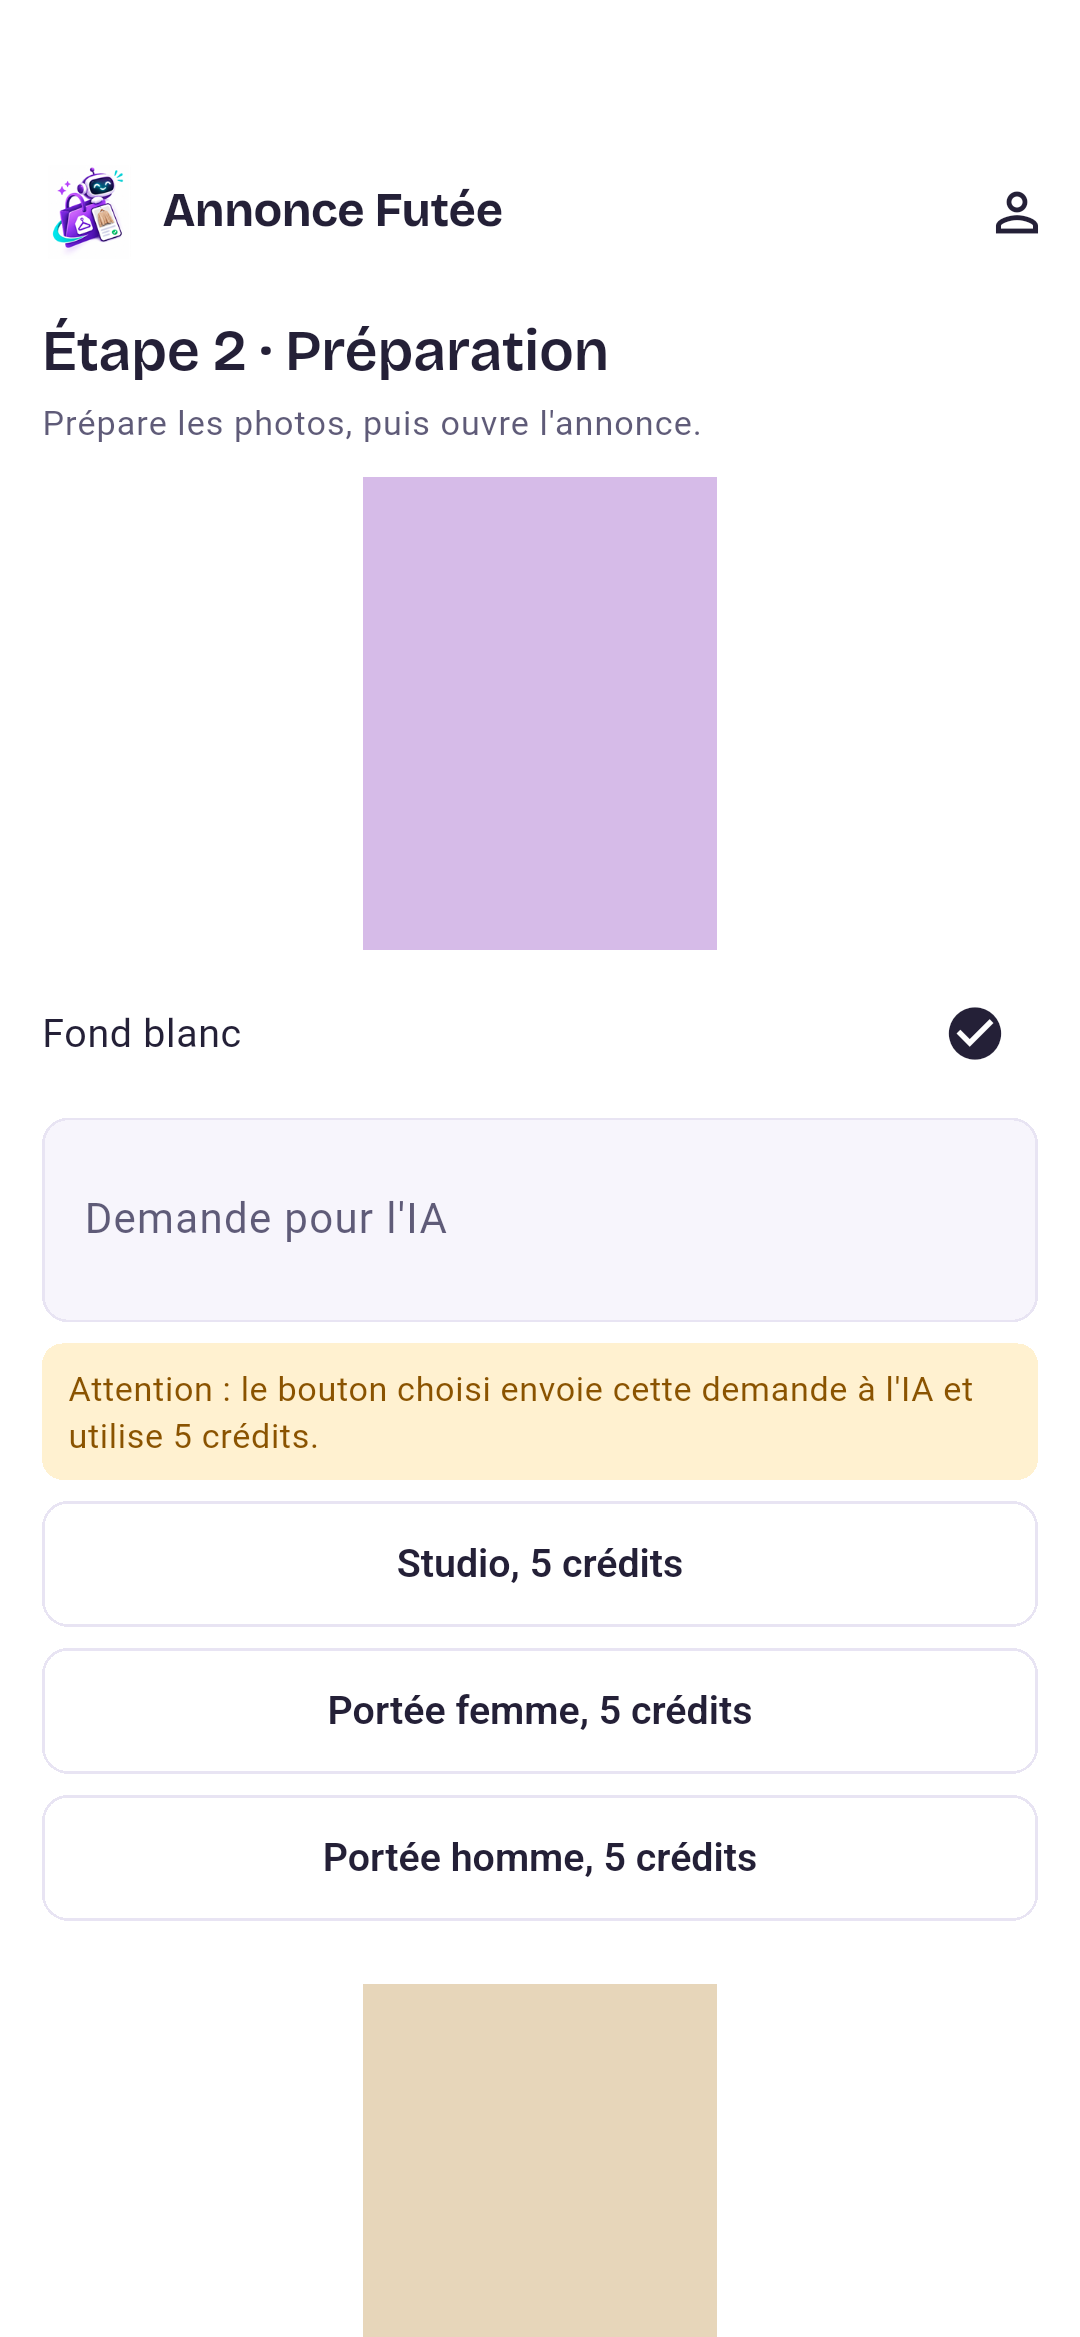 Annonce Futée
Étape 2 · Préparation
Prépare les photos, puis ouvre l'annonce.
Fond blanc
Demande pour l'IA
Attention : le bouton choisi envoie cette demande à l'IA et
utilise 5 crédits.
Studio, 5 crédits
Portée femme, 5 crédits
Portée homme, 5 crédits